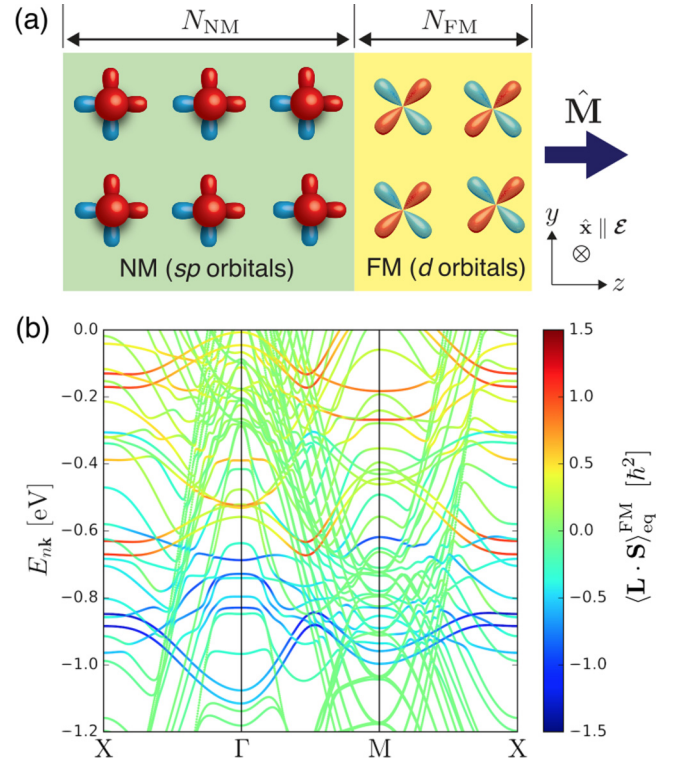 (a)
N_NM
N_FM
M̂
y
x̂ ∥ ℰ
⊗
z
NM (sp orbitals)
FM (d orbitals)
(b)
0.0
−0.2
−0.4
−0.6
−0.8
−1.0
−1.2
E_nk [eV]
X
Γ
M
X
1.5
1.0
0.5
0.0
−0.5
−1.0
−1.5
⟨L · S⟩_eq^FM [ħ²]